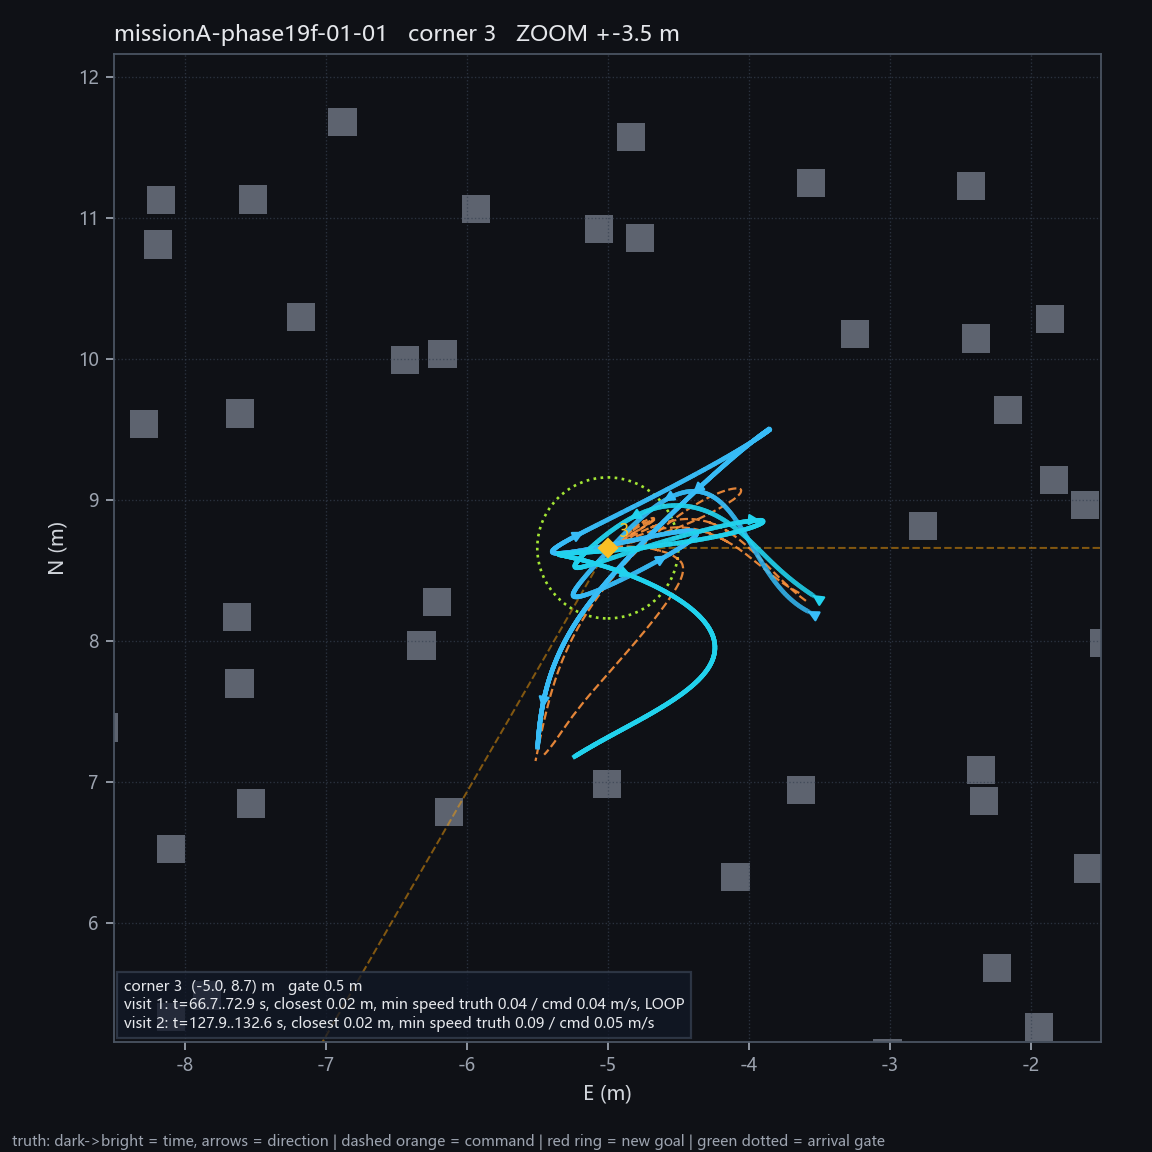 missionA-phase19f-01-01   corner 3   ZOOM +-3.5 m
12
11
10
9
8
7
6
N (m)
3
corner 3  (-5.0, 8.7) m   gate 0.5 m
visit 1: t=66.7..72.9 s, closest 0.02 m, min speed truth 0.04 / cmd 0.04 m/s, LOOP
visit 2: t=127.9..132.6 s, closest 0.02 m, min speed truth 0.09 / cmd 0.05 m/s
-8 -7 -6 -5 -4 -3 -2
E (m)
truth: dark->bright = time, arrows = direction | dashed orange = command | red ring = new goal | green dotted = arrival gate